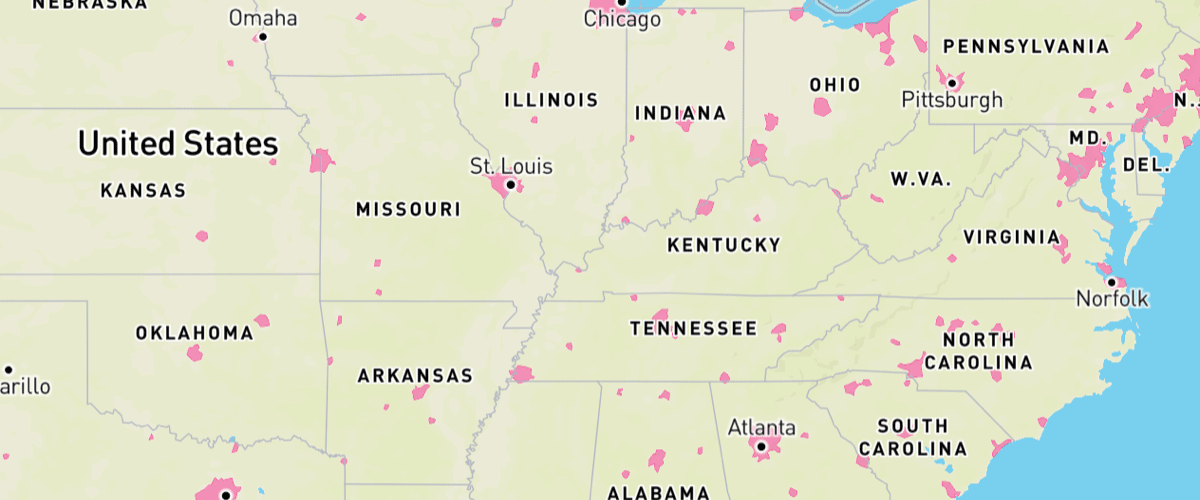 NEBRASKA
Omaha
Chicago
PENNSYLVANIA
OHIO
Pittsburgh
ILLINOIS
INDIANA
N.
United States
MD.
St. Louis
DEL.
KANSAS
W.VA.
MISSOURI
VIRGINIA
KENTUCKY
Norfolk
OKLAHOMA
TENNESSEE
NORTH
CAROLINA
ARKANSAS
arillo
Atlanta
SOUTH
CAROLINA
ALABAMA